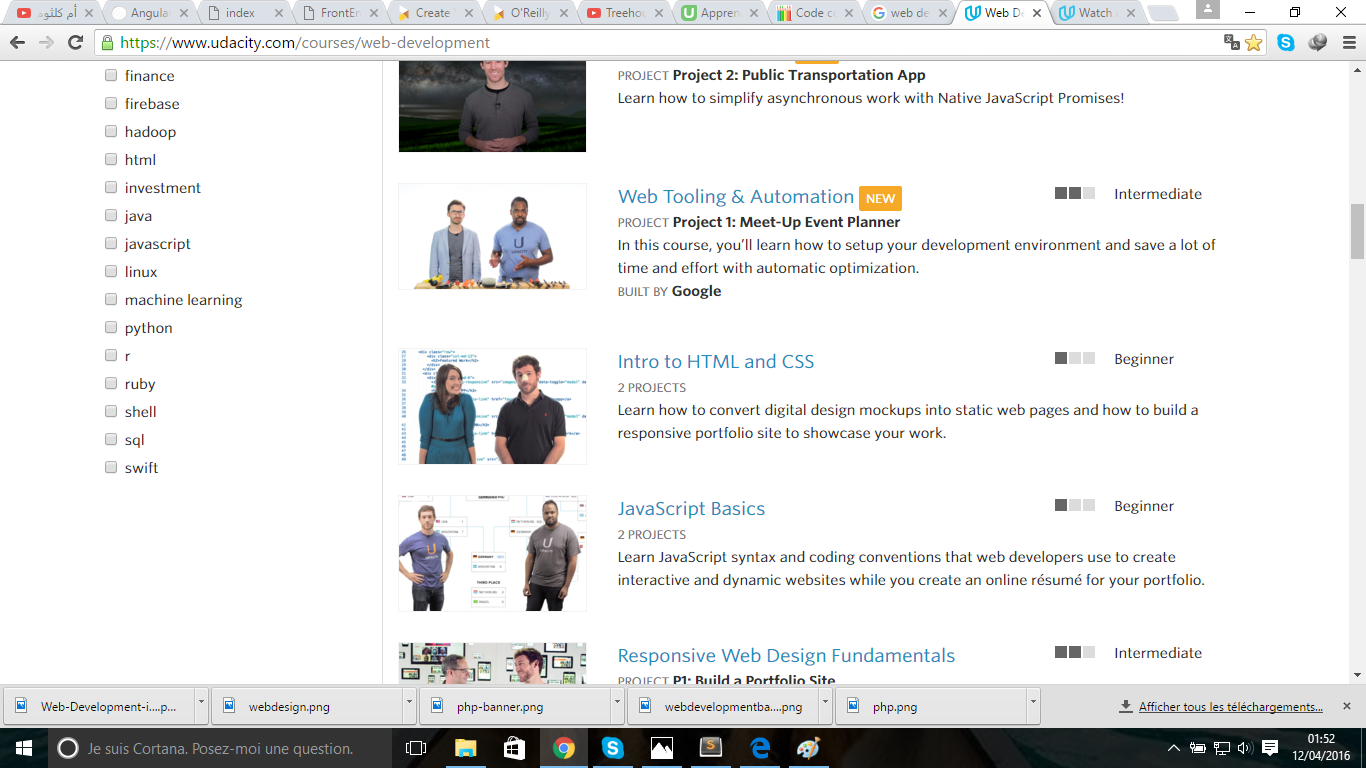 أم كلثوم
Angular
index
FrontEn
Create
O'Reilly
Treehou
Appren
Code c
web de
Web De
Watch
https://www.udacity.com/courses/web-development
finance
firebase
hadoop
html
investment
java
javascript
linux
machine learning
python
r
ruby
shell
sql
swift
PROJECT Project 2: Public Transportation App
Learn how to simplify asynchronous work with Native JavaScript Promises!
Web Tooling & Automation NEW
Intermediate
PROJECT Project 1: Meet-Up Event Planner
In this course, you'll learn how to setup your development environment and save a lot of
time and effort with automatic optimization.
BUILT BY Google
Intro to HTML and CSS
Beginner
2 PROJECTS
Learn how to convert digital design mockups into static web pages and how to build a
responsive portfolio site to showcase your work.
JavaScript Basics
Beginner
2 PROJECTS
Learn JavaScript syntax and coding conventions that web developers use to create
interactive and dynamic websites while you create an online résumé for your portfolio.
THIRD PLACE
Responsive Web Design Fundamentals
Intermediate
PROJECT P1: Build a Portfolio Site
Web-Development-i....p...
webdesign.png
php-banner.png
webdevelopmentba....png
php.png
Afficher tous les téléchargements...
Je suis Cortana. Posez-moi une question.
01:52
12/04/2016